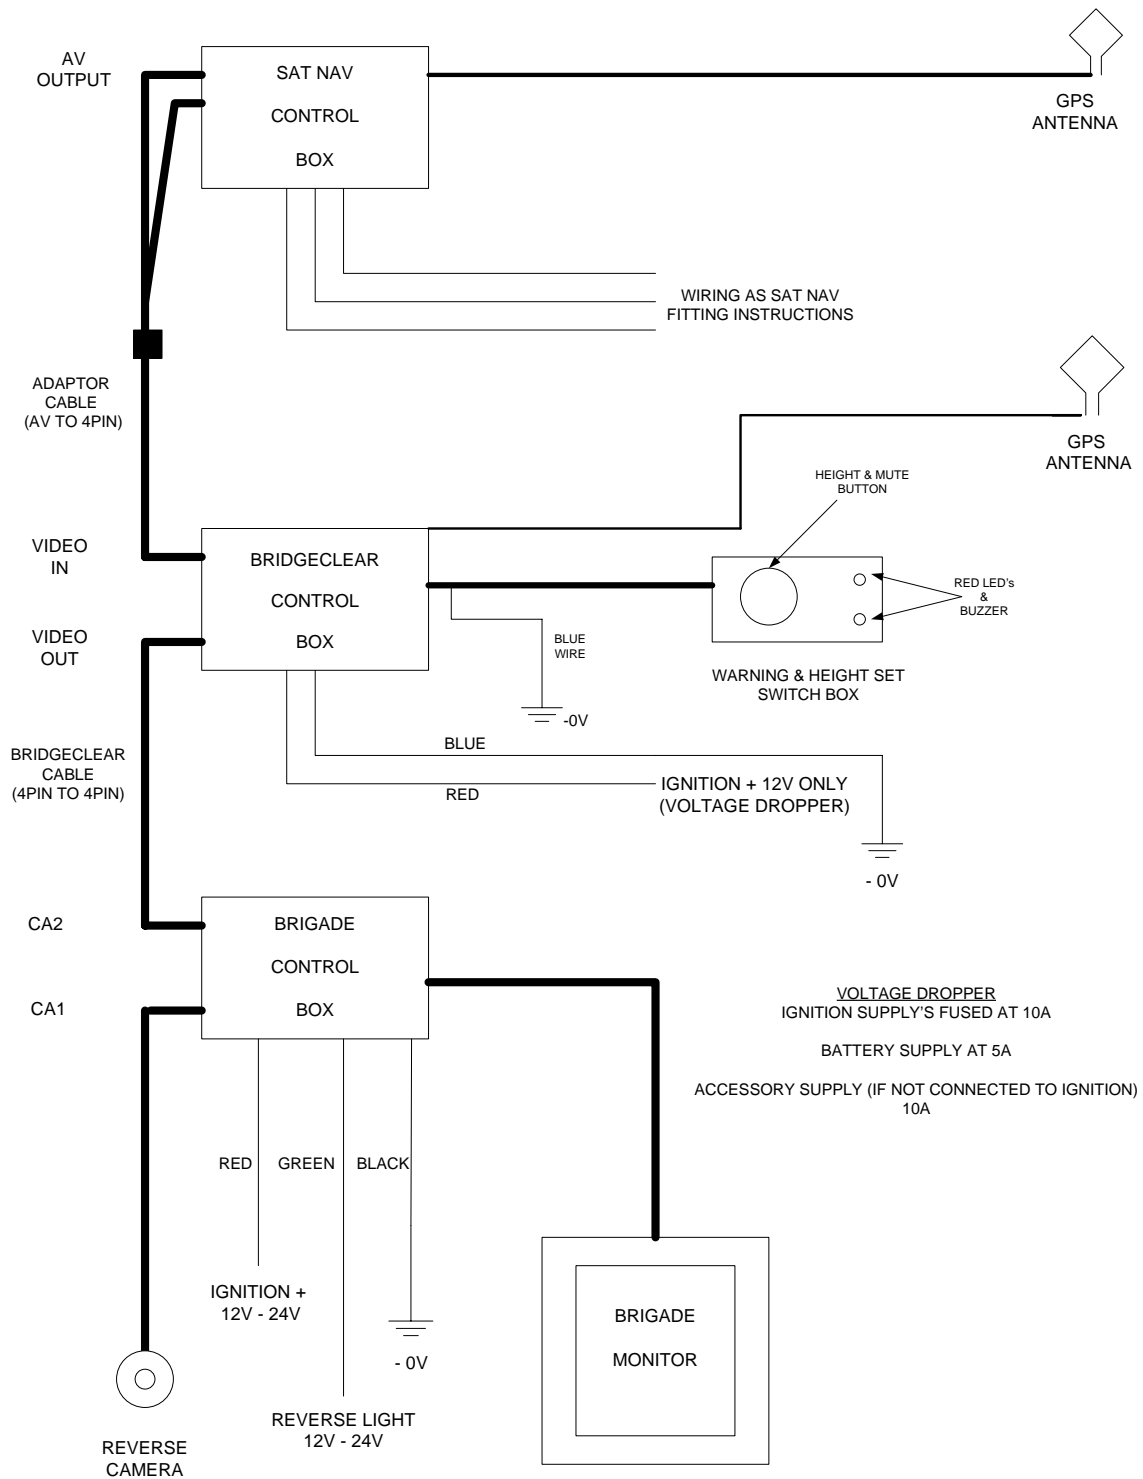 AV
OUTPUT
SAT NAV
CONTROL
BOX
GPS
ANTENNA
WIRING AS SAT NAV
FITTING INSTRUCTIONS
ADAPTOR
CABLE
(AV TO 4PIN)
GPS
ANTENNA
HEIGHT & MUTE
BUTTON
VIDEO
IN
BRIDGECLEAR
CONTROL
BOX
RED LED's
&
BUZZER
VIDEO
OUT
BLUE
WIRE
WARNING & HEIGHT SET
SWITCH BOX
-0V
BRIDGECLEAR
CABLE
(4PIN TO 4PIN)
BLUE
RED
IGNITION + 12V ONLY
(VOLTAGE DROPPER)
- 0V
CA2
BRIGADE
CONTROL
BOX
CA1
VOLTAGE DROPPER
IGNITION SUPPLY'S FUSED AT 10A
BATTERY SUPPLY AT 5A
ACCESSORY SUPPLY (IF NOT CONNECTED TO IGNITION)
10A
RED
GREEN
BLACK
IGNITION +
12V - 24V
- 0V
BRIGADE
MONITOR
REVERSE LIGHT
12V - 24V
REVERSE
CAMERA